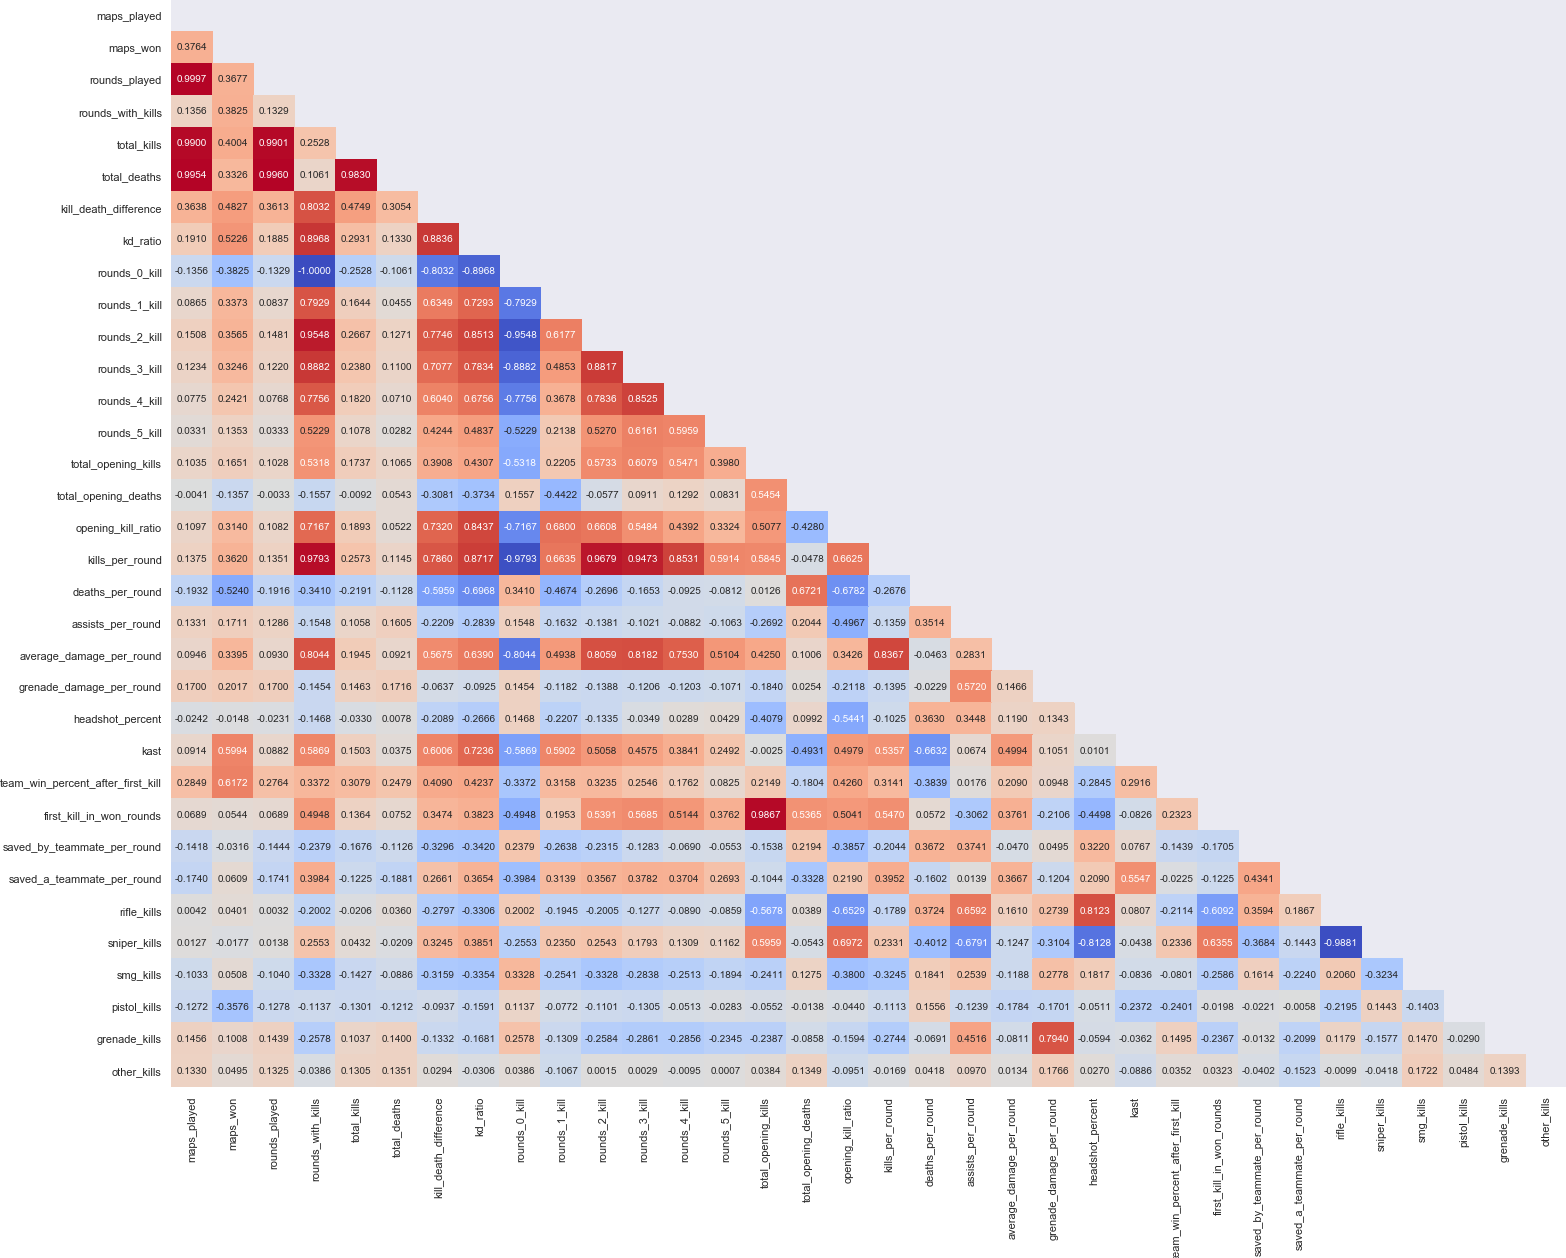 maps_played
maps_won 0.3764
rounds_played 0.9997 0.3677
rounds_with_kills 0.1356 0.3825 0.1329
total_kills 0.9900 0.4004 0.9901 0.2528
total_deaths 0.9954 0.3326 0.9960 0.1061 0.9830
kill_death_difference 0.3638 0.4827 0.3613 0.8032 0.4749 0.3054
kd_ratio 0.1910 0.5226 0.1885 0.8968 0.2931 0.1330 0.8836
rounds_0_kill -0.1356 -0.3825 -0.1329 -1.0000 -0.2528 -0.1061 -0.8032 -0.8968
rounds_1_kill 0.0865 0.3373 0.0837 0.7929 0.1644 0.0455 0.6349 0.7293 -0.7929
rounds_2_kill 0.1508 0.3565 0.1481 0.9548 0.2667 0.1271 0.7746 0.8513 -0.9548 0.6177
rounds_3_kill 0.1234 0.3246 0.1220 0.8882 0.2380 0.1100 0.7077 0.7834 -0.8882 0.4853 0.8817
rounds_4_kill 0.0775 0.2421 0.0768 0.7756 0.1820 0.0710 0.6040 0.6756 -0.7756 0.3678 0.7836 0.8525
rounds_5_kill 0.0331 0.1353 0.0333 0.5229 0.1078 0.0282 0.4244 0.4837 -0.5229 0.2138 0.5270 0.6161 0.5959
total_opening_kills 0.1035 0.1651 0.1028 0.5318 0.1737 0.1065 0.3908 0.4307 -0.5318 0.2205 0.5733 0.6079 0.5471 0.3980
total_opening_deaths -0.0041 -0.1357 -0.0033 -0.1557 -0.0092 0.0543 -0.3081 -0.3734 0.1557 -0.4422 -0.0577 0.0911 0.1292 0.0831 0.5454
opening_kill_ratio 0.1097 0.3140 0.1082 0.7167 0.1893 0.0522 0.7320 0.8437 -0.7167 0.6800 0.6608 0.5484 0.4392 0.3324 0.5077 -0.4280
kills_per_round 0.1375 0.3620 0.1351 0.9793 0.2573 0.1145 0.7860 0.8717 -0.9793 0.6635 0.9679 0.9473 0.8531 0.5914 0.5845 -0.0478 0.6625
deaths_per_round -0.1932 -0.5240 -0.1916 -0.3410 -0.2191 -0.1128 -0.5959 -0.6968 0.3410 -0.4674 -0.2696 -0.1653 -0.0925 -0.0812 0.0126 0.6721 -0.6782 -0.2676
assists_per_round 0.1331 0.1711 0.1286 -0.1548 0.1058 0.1605 -0.2209 -0.2839 0.1548 -0.1632 -0.1381 -0.1021 -0.0882 -0.1063 -0.2692 0.2044 -0.4967 -0.1359 0.3514
average_damage_per_round 0.0946 0.3395 0.0930 0.8044 0.1945 0.0921 0.5675 0.6390 -0.8044 0.4938 0.8059 0.8182 0.7530 0.5104 0.4250 0.1006 0.3426 0.8367 -0.0463 0.2831
grenade_damage_per_round 0.1700 0.2017 0.1700 -0.1454 0.1463 0.1716 -0.0637 -0.0925 0.1454 -0.1182 -0.1388 -0.1206 -0.1203 -0.1071 -0.1840 0.0254 -0.2118 -0.1395 -0.0229 0.5720 0.1466
headshot_percent -0.0242 -0.0148 -0.0231 -0.1468 -0.0330 0.0078 -0.2089 -0.2666 0.1468 -0.2207 -0.1335 -0.0349 0.0289 0.0429 -0.4079 0.0992 -0.5441 -0.1025 0.3630 0.3448 0.1190 0.1343
kast 0.0914 0.5994 0.0882 0.5869 0.1503 0.0375 0.6006 0.7236 -0.5869 0.5902 0.5058 0.4575 0.3841 0.2492 -0.0025 -0.4931 0.4979 0.5357 -0.6632 0.0674 0.4994 0.1051 0.0101
team_win_percent_after_first_kill 0.2849 0.6172 0.2764 0.3372 0.3079 0.2479 0.4090 0.4237 -0.3372 0.3158 0.3235 0.2546 0.1762 0.0825 0.2149 -0.1804 0.4260 0.3141 -0.3839 0.0176 0.2090 0.0948 -0.2845 0.2916
first_kill_in_won_rounds 0.0689 0.0544 0.0689 0.4948 0.1364 0.0752 0.3474 0.3823 -0.4948 0.1953 0.5391 0.5685 0.5144 0.3762 0.9867 0.5365 0.5041 0.5470 0.0572 -0.3062 0.3761 -0.2106 -0.4498 -0.0826 0.2323
saved_by_teammate_per_round -0.1418 -0.0316 -0.1444 -0.2379 -0.1676 -0.1126 -0.3296 -0.3420 0.2379 -0.2638 -0.2315 -0.1283 -0.0690 -0.0553 -0.1538 0.2194 -0.3857 -0.2044 0.3672 0.3741 -0.0470 0.0495 0.3220 0.0767 -0.1439 -0.1705
saved_a_teammate_per_round -0.1740 0.0609 -0.1741 0.3984 -0.1225 -0.1881 0.2661 0.3654 -0.3984 0.3139 0.3567 0.3782 0.3704 0.2693 -0.1044 -0.3328 0.2190 0.3952 -0.1602 0.0139 0.3667 -0.1204 0.2090 0.5547 -0.0225 -0.1225 0.4341
rifle_kills 0.0042 0.0401 0.0032 -0.2002 -0.0206 0.0360 -0.2797 -0.3306 0.2002 -0.1945 -0.2005 -0.1277 -0.0890 -0.0859 -0.5678 0.0389 -0.6529 -0.1789 0.3724 0.6592 0.1610 0.2739 0.8123 0.0807 -0.2114 -0.6092 0.3594 0.1867
sniper_kills 0.0127 -0.0177 0.0138 0.2553 0.0432 -0.0209 0.3245 0.3851 -0.2553 0.2350 0.2543 0.1793 0.1309 0.1162 0.5959 -0.0543 0.6972 0.2331 -0.4012 -0.6791 -0.1247 -0.3104 -0.8128 -0.0438 0.2336 0.6355 -0.3684 -0.1443 -0.9881
smg_kills -0.1033 0.0508 -0.1040 -0.3328 -0.1427 -0.0886 -0.3159 -0.3354 0.3328 -0.2541 -0.3328 -0.2838 -0.2513 -0.1894 -0.2411 0.1275 -0.3800 -0.3245 0.1841 0.2539 -0.1188 0.2778 0.1817 -0.0836 -0.0801 -0.2586 0.1614 -0.2240 0.2060 -0.3234
pistol_kills -0.1272 -0.3576 -0.1278 -0.1137 -0.1301 -0.1212 -0.0937 -0.1591 0.1137 -0.0772 -0.1101 -0.1305 -0.0513 -0.0283 -0.0552 -0.0138 -0.0440 -0.1113 0.1556 -0.1239 -0.1784 -0.1701 -0.0511 -0.2372 -0.2401 -0.0198 -0.0221 -0.0058 -0.2195 0.1443 -0.1403
grenade_kills 0.1456 0.1008 0.1439 -0.2578 0.1037 0.1400 -0.1332 -0.1681 0.2578 -0.1309 -0.2584 -0.2861 -0.2856 -0.2345 -0.2387 -0.0858 -0.1594 -0.2744 -0.0691 0.4516 -0.0811 0.7940 -0.0594 -0.0362 0.1495 -0.2367 -0.0132 -0.2099 0.1179 -0.1577 0.1470 -0.0290
other_kills 0.1330 0.0495 0.1325 -0.0386 0.1305 0.1351 0.0294 -0.0306 0.0386 -0.1067 0.0015 0.0029 -0.0095 0.0007 0.0384 0.1349 -0.0951 -0.0169 0.0418 0.0970 0.0134 0.1766 0.0270 -0.0886 0.0352 0.0323 -0.0402 -0.1523 -0.0099 -0.0418 0.1722 0.0484 0.1393
maps_played
maps_won
rounds_played
rounds_with_kills
total_kills
total_deaths
kill_death_difference
kd_ratio
rounds_0_kill
rounds_1_kill
rounds_2_kill
rounds_3_kill
rounds_4_kill
rounds_5_kill
total_opening_kills
total_opening_deaths
opening_kill_ratio
kills_per_round
deaths_per_round
assists_per_round
average_damage_per_round
grenade_damage_per_round
headshot_percent
kast
team_win_percent_after_first_kill
first_kill_in_won_rounds
saved_by_teammate_per_round
saved_a_teammate_per_round
rifle_kills
sniper_kills
smg_kills
pistol_kills
grenade_kills
other_kills